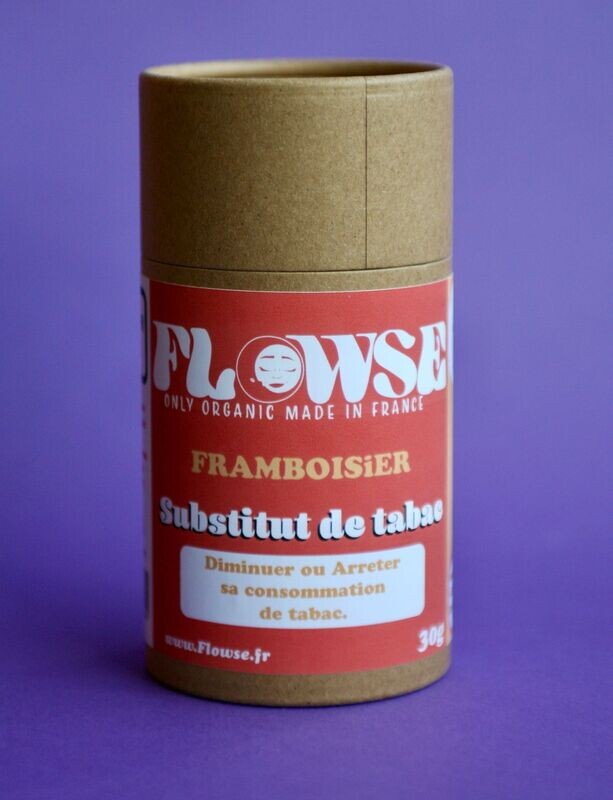 FLOWSE
ONLY ORGANIC MADE IN FRANCE
FRAMBOISiER
Substitut de tabac
Diminuer ou Arreter
sa consommation
de tabac.
www.Flowse.fr
30g